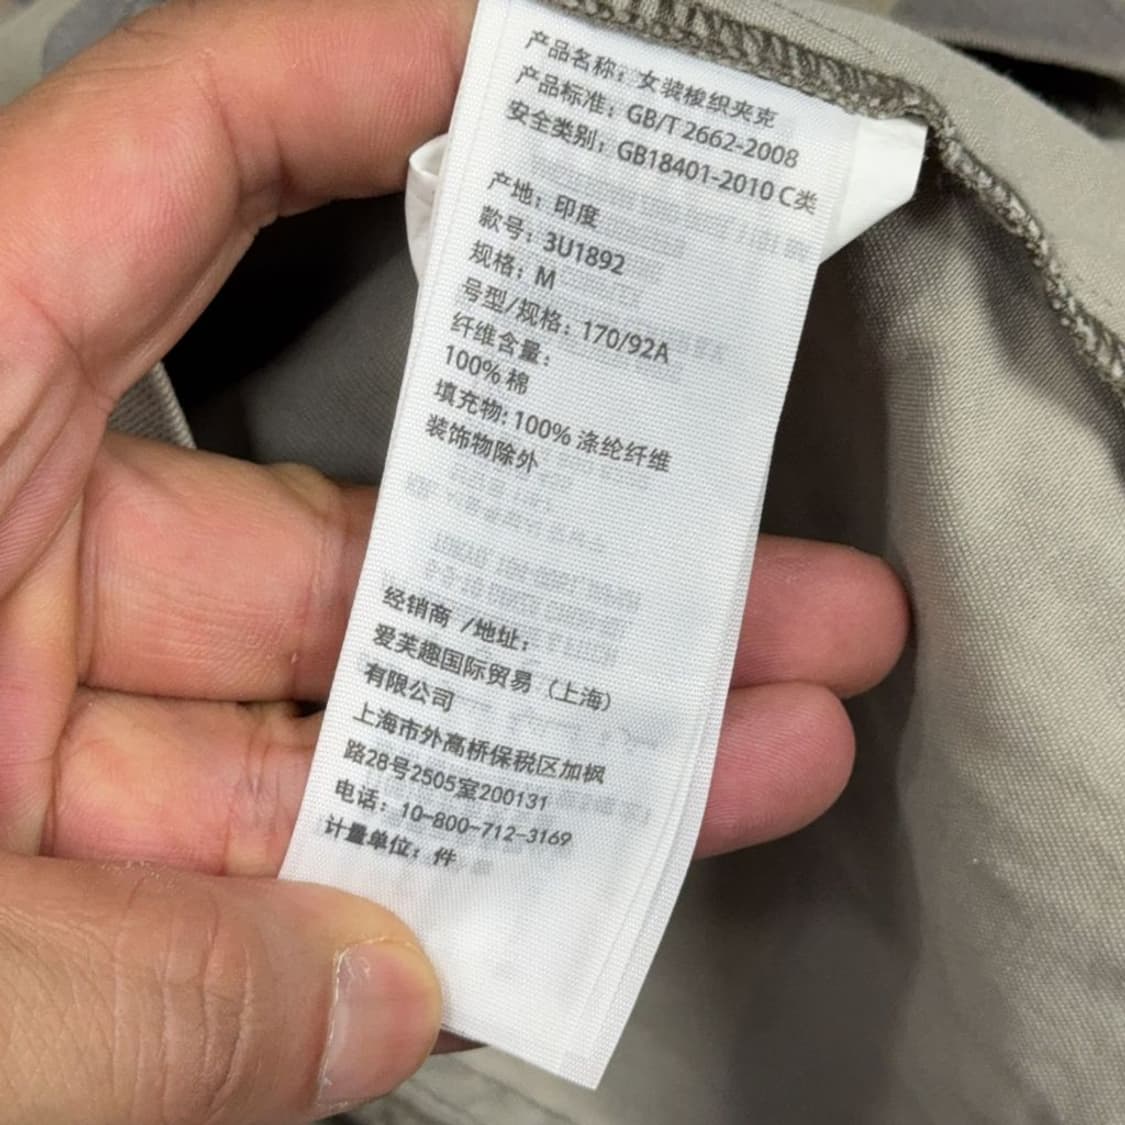 产品名称：女装梭织夹克
产品标准：GB/T 2662-2008
安全类别：GB18401-2010 C类
产地：印度
款号：3U1892
规格：M
号型/规格：170/92A
纤维含量：
100% 棉
填充物: 100% 涤纶纤维
装饰物除外
经销商 /地址：
爱芙趣国际贸易（上海）
有限公司
上海市外高桥保税区加枫
路28号2505室200131
电话：10-800-712-3169
计量单位：件